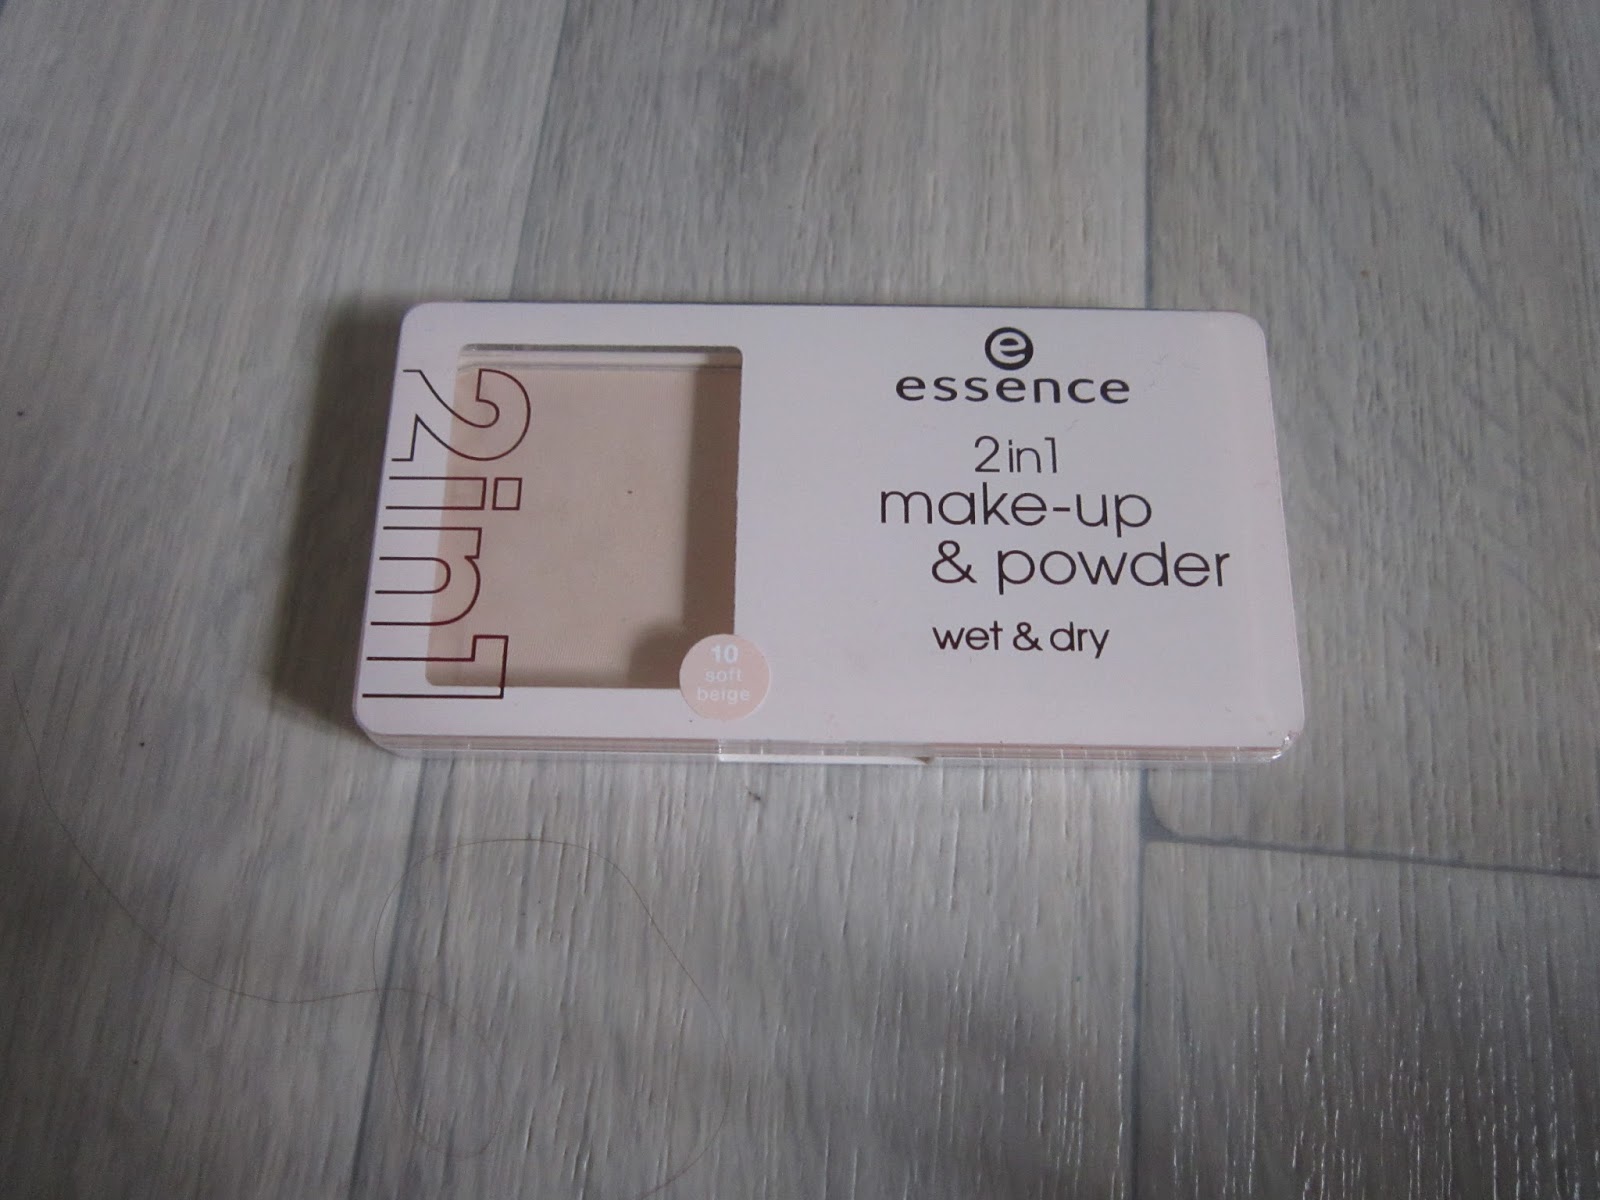 2in1
e
essence
2in1
make-up
& powder
wet & dry
10
soft
beige